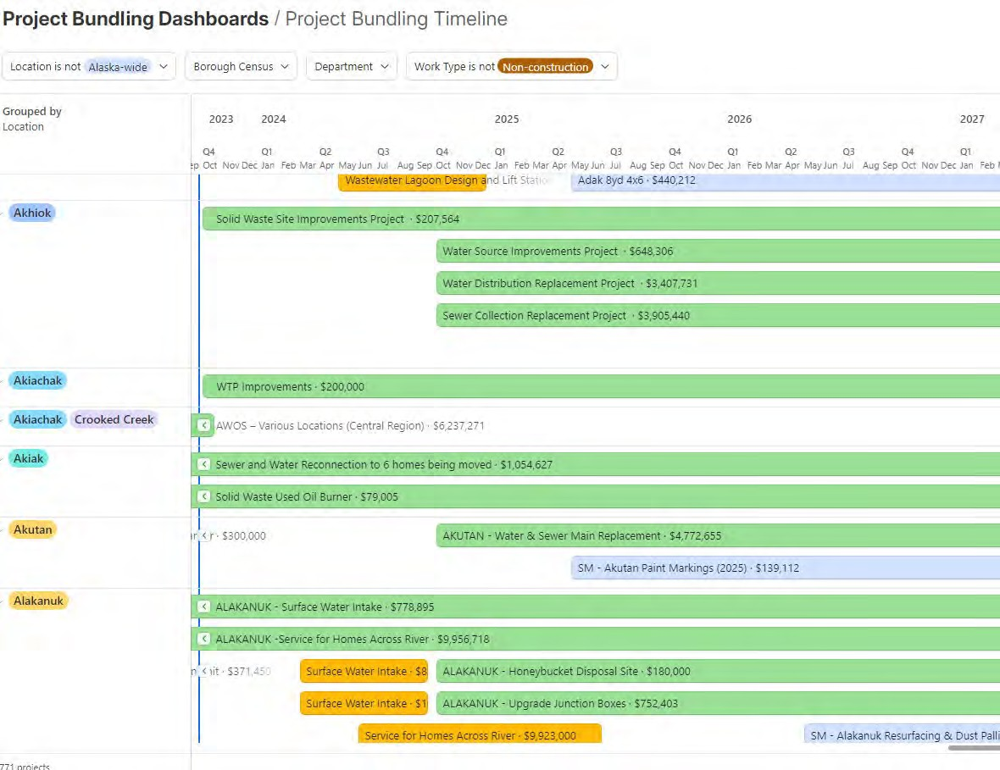 Project Bundling Dashboards / Project Bundling Timeline
Location is not Alaska-wide
Borough Census
Department
Work Type is not Non-construction
Grouped by
Location
2023 2024 2025 2026 2027
Q4 Q1 Q2 Q3 Q4 Q1 Q2 Q3 Q4 Q1 Q2 Q3 Q4 Q1
ep Oct Nov Dec Jan Feb Mar Apr May Jun Jul Aug Sep Oct Nov Dec Jan Feb Mar Apr May Jun Jul Aug Sep Oct Nov Dec Jan Feb Mar Apr May Jun Jul Aug Sep Oct Nov Dec Jan Feb
Wastewater Lagoon Design and Lift Static
Adak 8yd 4x6 · $440,212
Akhiok
Solid Waste Site Improvements Project · $207,564
Water Source Improvements Project · $648,306
Water Distribution Replacement Project · $3,407,731
Sewer Collection Replacement Project · $3,905,440
Akiachak
WTP Improvements · $200,000
Akiachak Crooked Creek
AWOS – Various Locations (Central Region) · $6,237,271
Akiak
Sewer and Water Reconnection to 6 homes being moved · $1,054,627
Solid Waste Used Oil Burner · $79,005
Akutan
r · $300,000
AKUTAN - Water & Sewer Main Replacement · $4,772,655
SM - Akutan Paint Markings (2025) · $139,112
Alakanuk
ALAKANUK - Surface Water Intake · $778,895
ALAKANUK -Service for Homes Across River · $9,956,718
nit · $371,450
Surface Water Intake · $8
ALAKANUK - Honeybucket Disposal Site · $180,000
Surface Water Intake · $1
ALAKANUK - Upgrade Junction Boxes · $752,403
Service for Homes Across River · $9,923,000
SM - Alakanuk Resurfacing & Dust Palli
771 projects